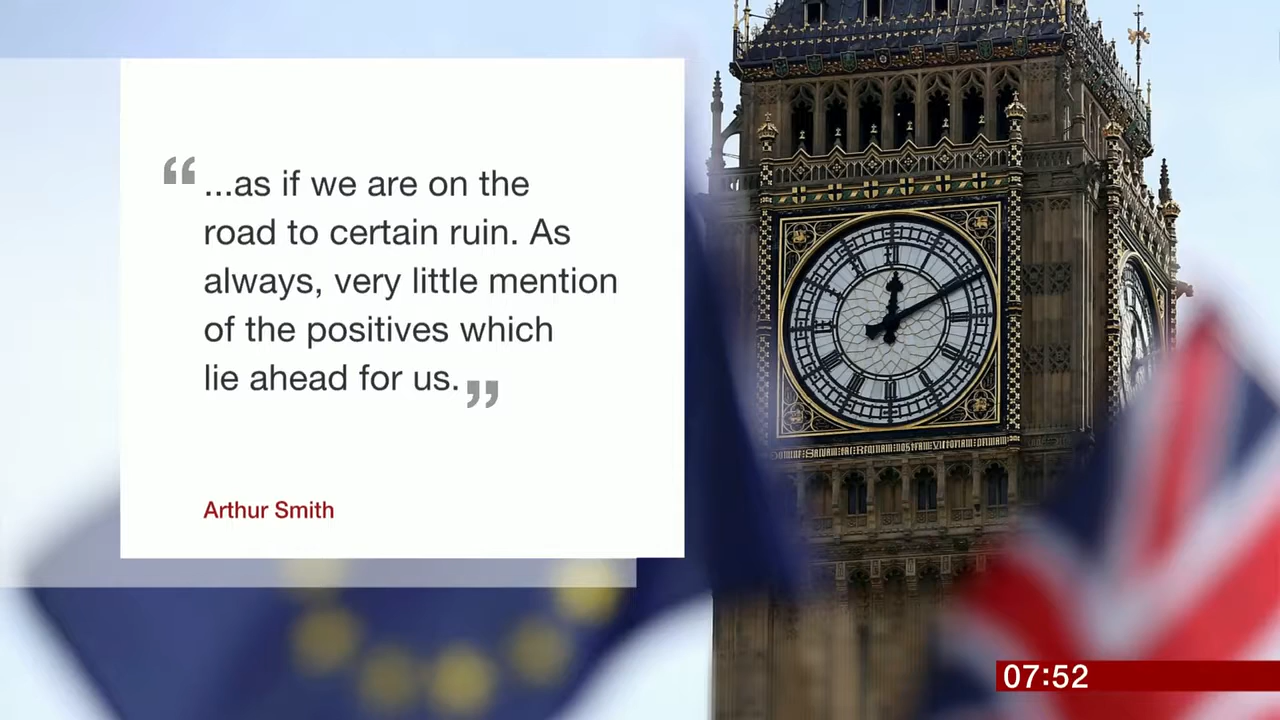 “...as if we are on the
road to certain ruin. As
always, very little mention
of the positives which
lie ahead for us.”
Arthur Smith
07:52